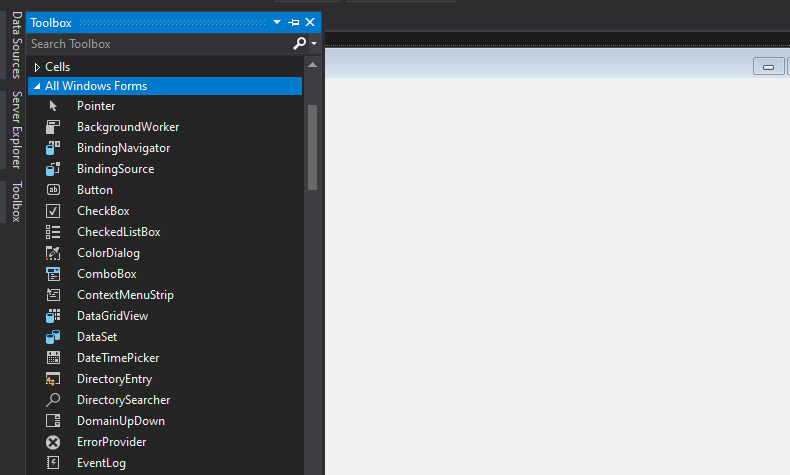 Data Sources
Server Explorer
Toolbox
Toolbox
Search Toolbox
Cells
All Windows Forms
Pointer
BackgroundWorker
BindingNavigator
BindingSource
Button
CheckBox
CheckedListBox
ColorDialog
ComboBox
ContextMenuStrip
DataGridView
DataSet
DateTimePicker
DirectoryEntry
DirectorySearcher
DomainUpDown
ErrorProvider
EventLog